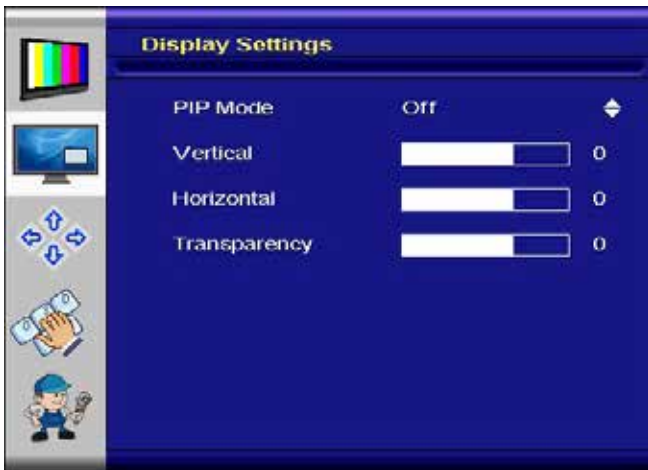 Display Settings
PIP Mode Off
Vertical 0
Horizontal 0
Transparency 0